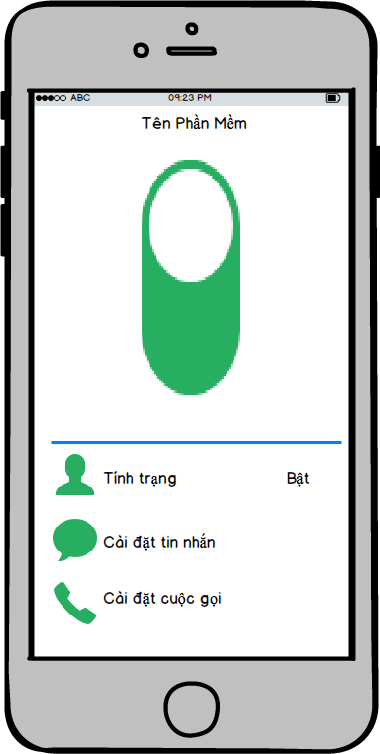 ABC 09:23 PM
Tên Phần Mềm
Tính trạng Bật
Cài đặt tin nhắn
Cài đặt cuộc gọi